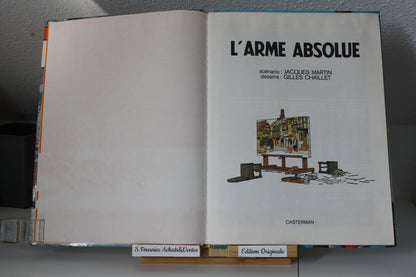 L'ARME ABSOLUE
scénario : JACQUES MARTIN
dessins : GILLES CHAILLET
CASTERMAN
S. Fournier Achats&Ventes
Edition Originale